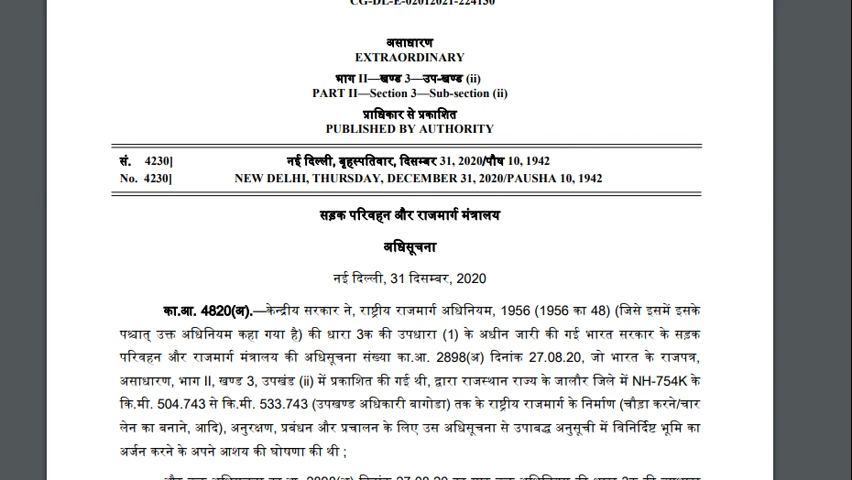 CG-DL-E-02012021-224150
असाधारण
EXTRAORDINARY
भाग II—खण्ड 3—उप-खण्ड (ii)
PART II—Section 3—Sub-section (ii)
प्राधिकार से प्रकाशित
PUBLISHED BY AUTHORITY
सं. 4230] नई दिल्ली, बृहस्पतिवार, दिसम्बर 31, 2020/पौष 10, 1942
No. 4230] NEW DELHI, THURSDAY, DECEMBER 31, 2020/PAUSHA 10, 1942
सड़क परिवहन और राजमार्ग मंत्रालय
अधिसूचना
नई दिल्ली, 31 दिसम्बर, 2020
का.आ. 4820(अ).—केन्द्रीय सरकार ने, राष्ट्रीय राजमार्ग अधिनियम, 1956 (1956 का 48) (जिसे इसमें इसके
पश्चात् उक्त अधिनियम कहा गया है) की धारा 3क की उपधारा (1) के अधीन जारी की गई भारत सरकार के सड़क
परिवहन और राजमार्ग मंत्रालय की अधिसूचना संख्या का.आ. 2898(अ) दिनांक 27.08.20, जो भारत के राजपत्र,
असाधारण, भाग II, खण्ड 3, उपखंड (ii) में प्रकाशित की गई थी, द्वारा राजस्थान राज्य के जालौर जिले में NH-754K के
कि.मी. 504.743 से कि.मी. 533.743 (उपखण्ड अधिकारी बागोडा) तक के राष्ट्रीय राजमार्ग के निर्माण (चौड़ा करने/चार
लेन का बनाने, आदि), अनुरक्षण, प्रबंधन और प्रचालन के लिए उस अधिसूचना से उपाबद्ध अनुसूची में विनिर्दिष्ट भूमि का
अर्जन करने के अपने आशय की घोषणा की थी ;